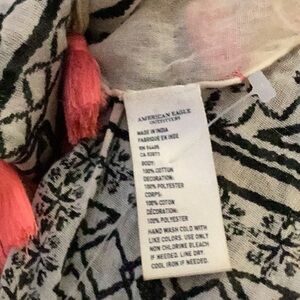 AMERICAN EAGLE
OUTFITTERS
MADE IN INDIA
FABRIQUE EN INDE
RN 54485
CA 03971
BODY:
100% COTTON
DECORATION:
100% POLYESTER
CORPS:
100% COTON
DÉCORATION:
100% POLYESTER
HAND WASH COLD WITH
LIKE COLORS. USE ONLY
NON CHLORINE BLEACH
IF NEEDED. LINE DRY.
COOL IRON IF NEEDED.